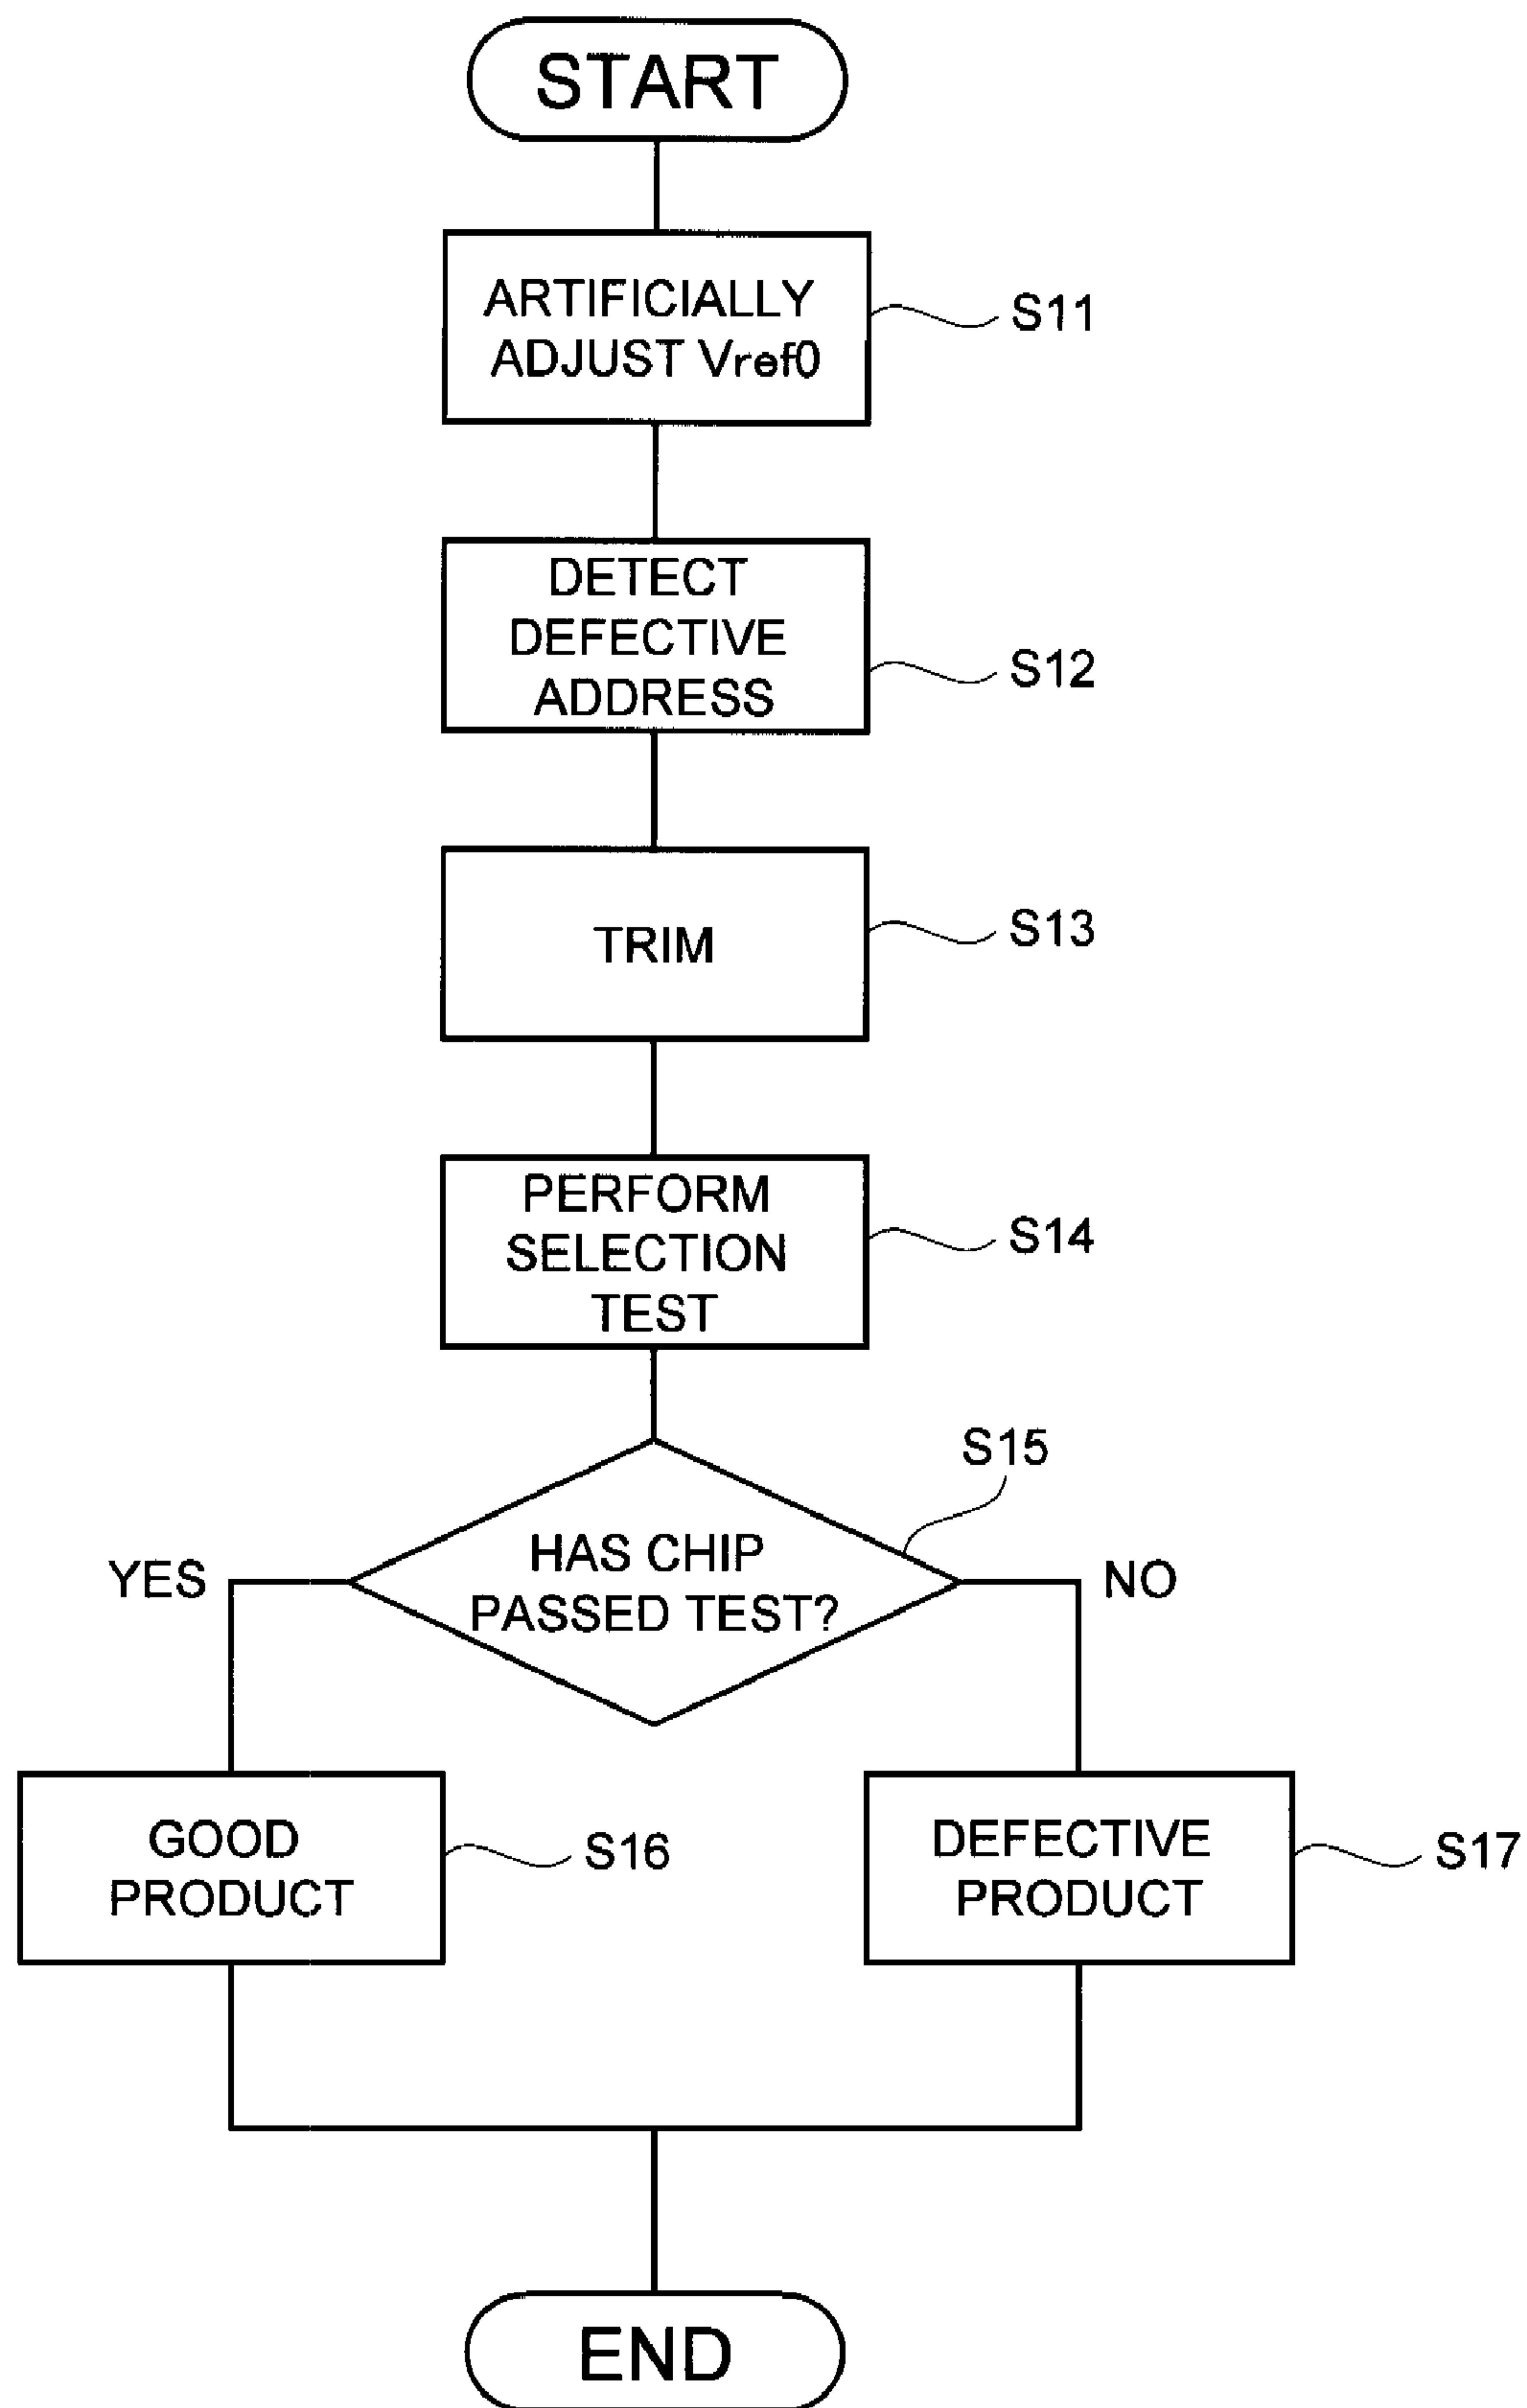 START
ARTIFICIALLY
ADJUST Vref0
S11
DETECT
DEFECTIVE
ADDRESS
S12
TRIM
S13
PERFORM
SELECTION
TEST
S14
S15
HAS CHIP
PASSED TEST?
YES
NO
GOOD
PRODUCT
S16
DEFECTIVE
PRODUCT
S17
END